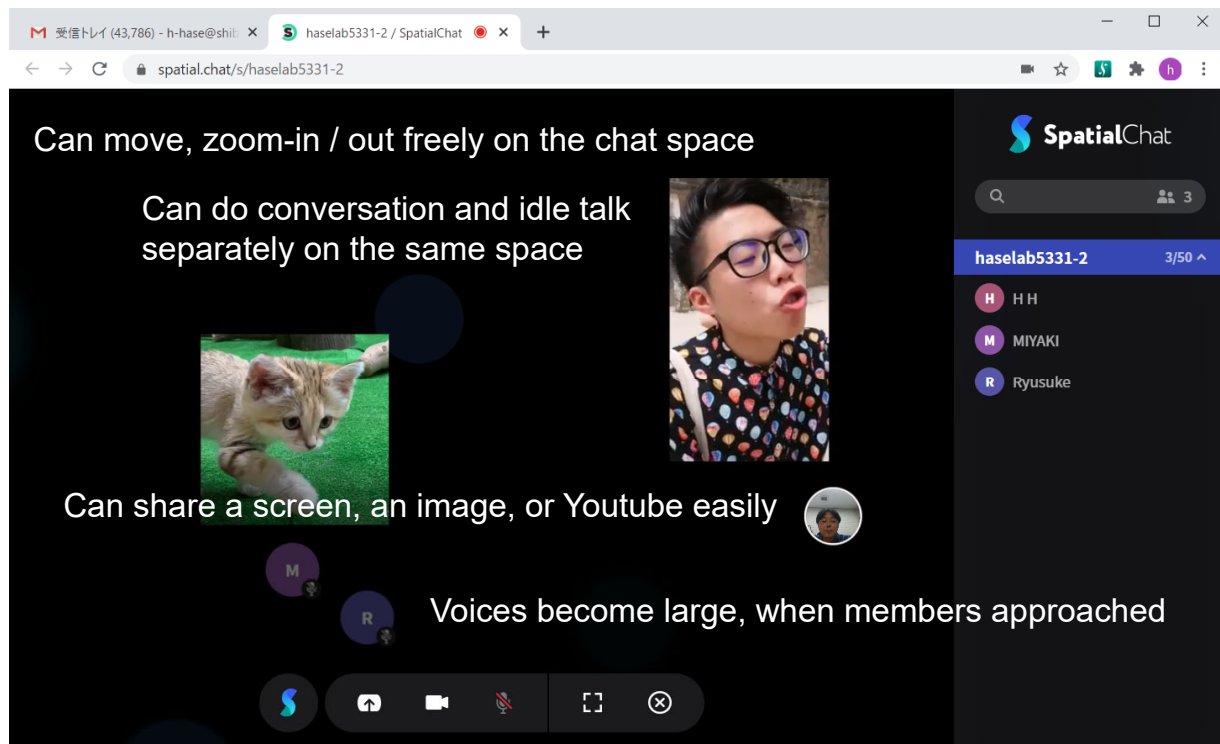 受信トレイ (43,786) - h-hase@shib
haselab5331-2 / SpatialChat
spatial.chat/s/haselab5331-2
h
Can move, zoom-in / out freely on the chat space
SpatialChat
Can do conversation and idle talk
separately on the same space
3
haselab5331-2 3/50
H H H
M MIYAKI
R Ryusuke
Can share a screen, an image, or Youtube easily
M
R
Voices become large, when members approached